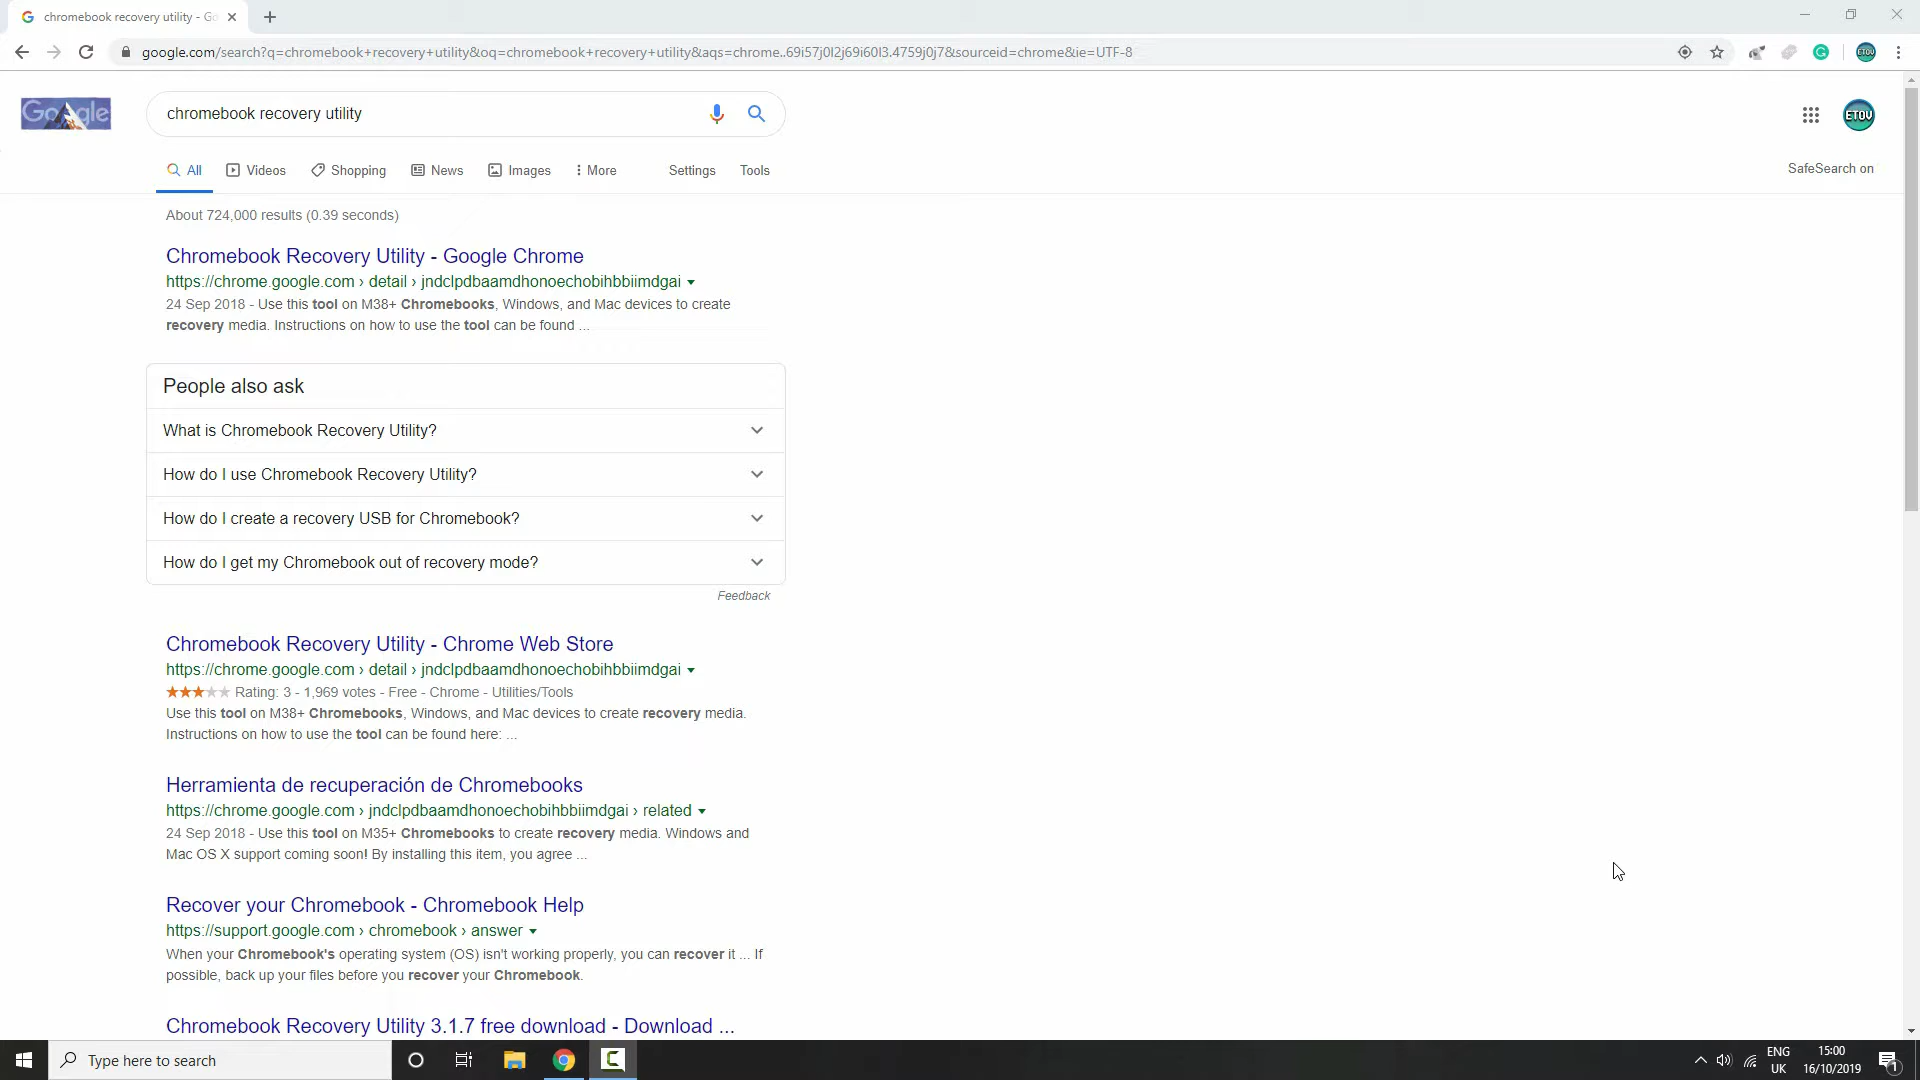 chromebook recovery utility - Go
google.com/search?q=chromebook+recovery+utility&oq=chromebook+recovery+utility&aqs=chrome..69i57j0l2j69i60l3.4759j0j7&sourceid=chrome&ie=UTF-8
Google
chromebook recovery utility
ETOV
All Videos Shopping News Images More Settings Tools
SafeSearch on
About 724,000 results (0.39 seconds)
Chromebook Recovery Utility - Google Chrome
https://chrome.google.com › detail › jndclpdbaamdhonoechobihbbiimdgai
24 Sep 2018 - Use this tool on M38+ Chromebooks, Windows, and Mac devices to create
recovery media. Instructions on how to use the tool can be found ...
People also ask
What is Chromebook Recovery Utility?
How do I use Chromebook Recovery Utility?
How do I create a recovery USB for Chromebook?
How do I get my Chromebook out of recovery mode?
Feedback
Chromebook Recovery Utility - Chrome Web Store
https://chrome.google.com › detail › jndclpdbaamdhonoechobihbbiimdgai
Rating: 3 - 1,969 votes - Free - Chrome - Utilities/Tools
Use this tool on M38+ Chromebooks, Windows, and Mac devices to create recovery media.
Instructions on how to use the tool can be found here: ...
Herramienta de recuperación de Chromebooks
https://chrome.google.com › jndclpdbaamdhonoechobihbbiimdgai › related
24 Sep 2018 - Use this tool on M35+ Chromebooks to create recovery media. Windows and
Mac OS X support coming soon! By installing this item, you agree ...
Recover your Chromebook - Chromebook Help
https://support.google.com › chromebook › answer
When your Chromebook's operating system (OS) isn't working properly, you can recover it ... If
possible, back up your files before you recover your Chromebook.
Chromebook Recovery Utility 3.1.7 free download - Download ...
Type here to search
ENG
UK
15:00
16/10/2019
1